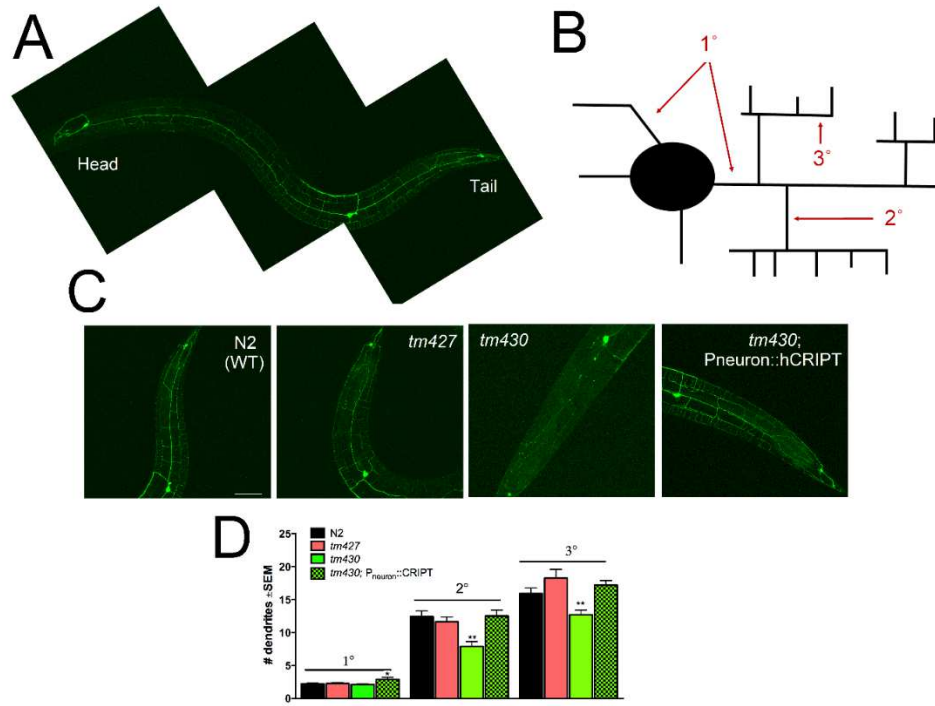 A
Head
Tail
B
1°
3°
2°
C
N2
(WT)
tm427
tm430
tm430;
Pneuron::hCRIPT
D
# dendrites ±SEM
25
20
15
10
5
0
N2
tm427
tm430
tm430; Pneuron::CRIPT
1°
2°
3°
*
**
**